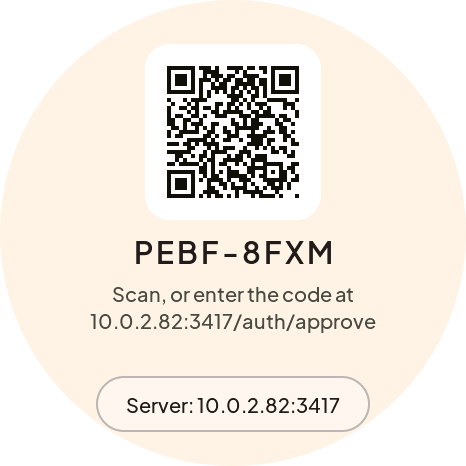 PEBF-8FXM
Scan, or enter the code at
10.0.2.82:3417/auth/approve
Server: 10.0.2.82:3417